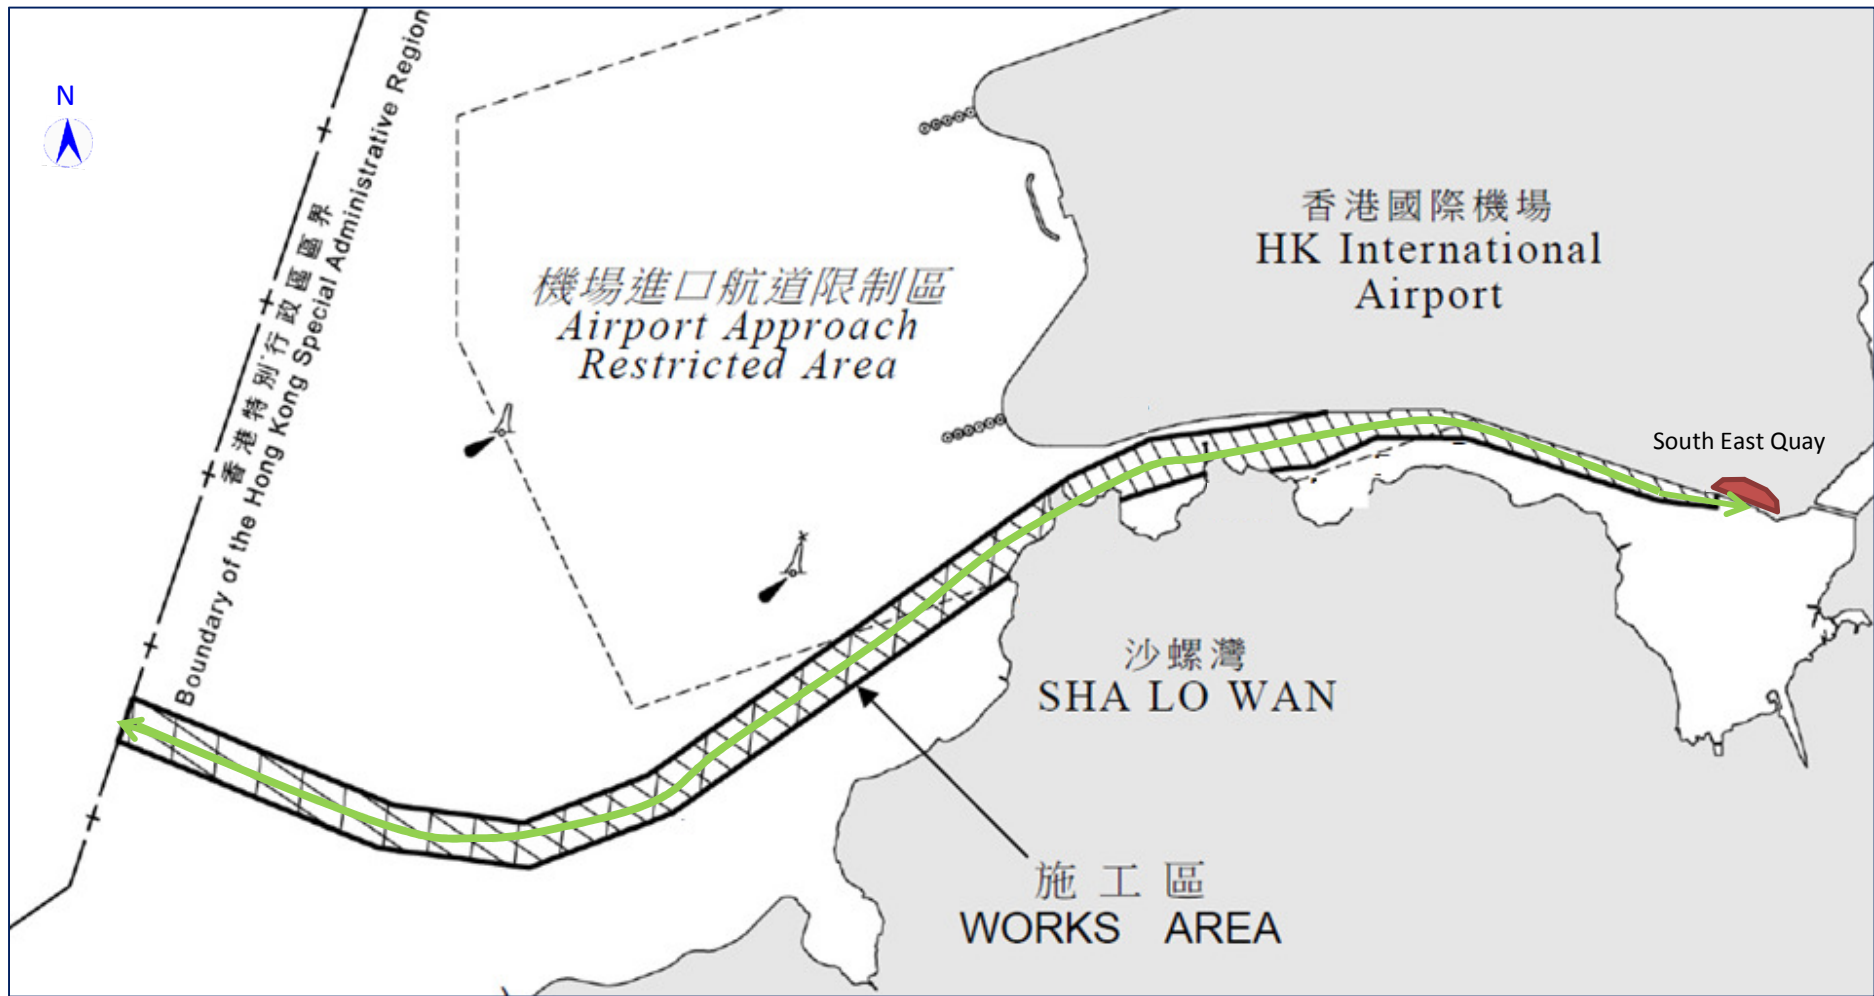 N
香港特別行政區區界
Boundary of the Hong Kong Special Administrative Region
機場進口航道限制區
Airport Approach
Restricted Area
香港國際機場
HK International
Airport
South East Quay
沙螺灣
SHA LO WAN
施工區
WORKS AREA